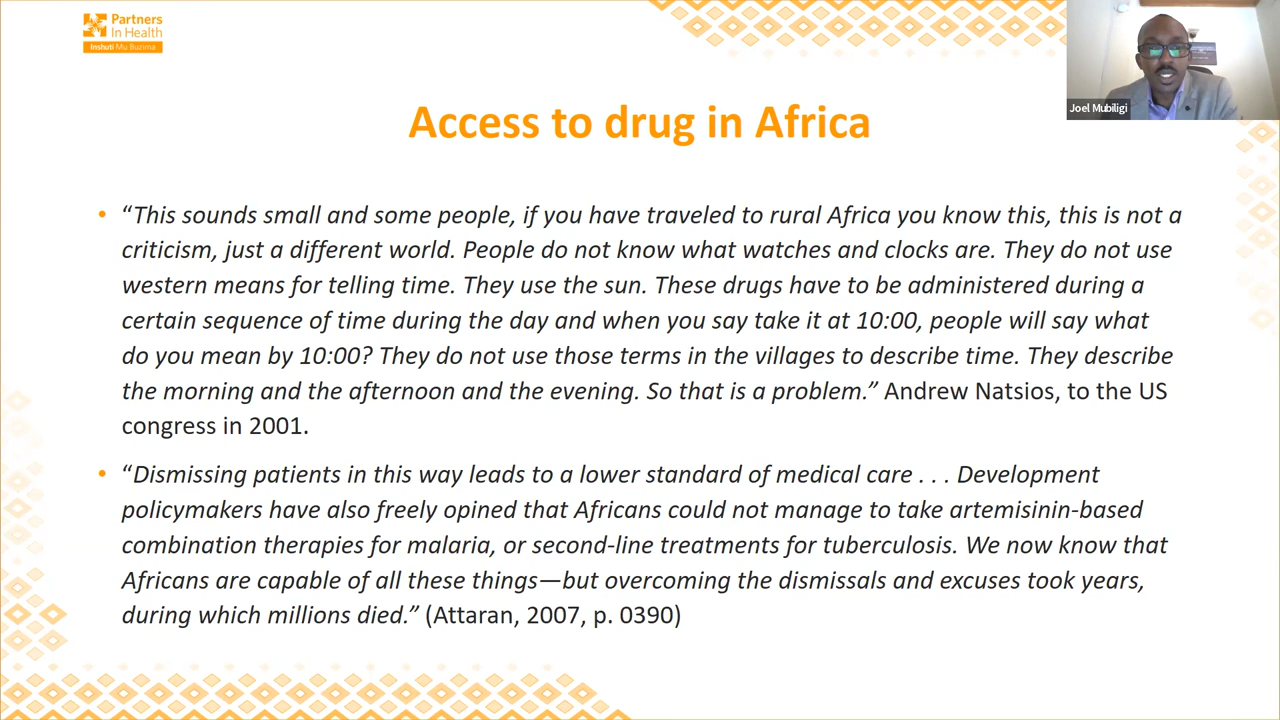 Partners
In Health
Inshuti Mu Buzima
Joel Mubiligi
Access to drug in Africa
• “This sounds small and some people, if you have traveled to rural Africa you know this, this is not a
criticism, just a different world. People do not know what watches and clocks are. They do not use
western means for telling time. They use the sun. These drugs have to be administered during a
certain sequence of time during the day and when you say take it at 10:00, people will say what
do you mean by 10:00? They do not use those terms in the villages to describe time. They describe
the morning and the afternoon and the evening. So that is a problem.” Andrew Natsios, to the US
congress in 2001.
• “Dismissing patients in this way leads to a lower standard of medical care . . . Development
policymakers have also freely opined that Africans could not manage to take artemisinin-based
combination therapies for malaria, or second-line treatments for tuberculosis. We now know that
Africans are capable of all these things—but overcoming the dismissals and excuses took years,
during which millions died.” (Attaran, 2007, p. 0390)